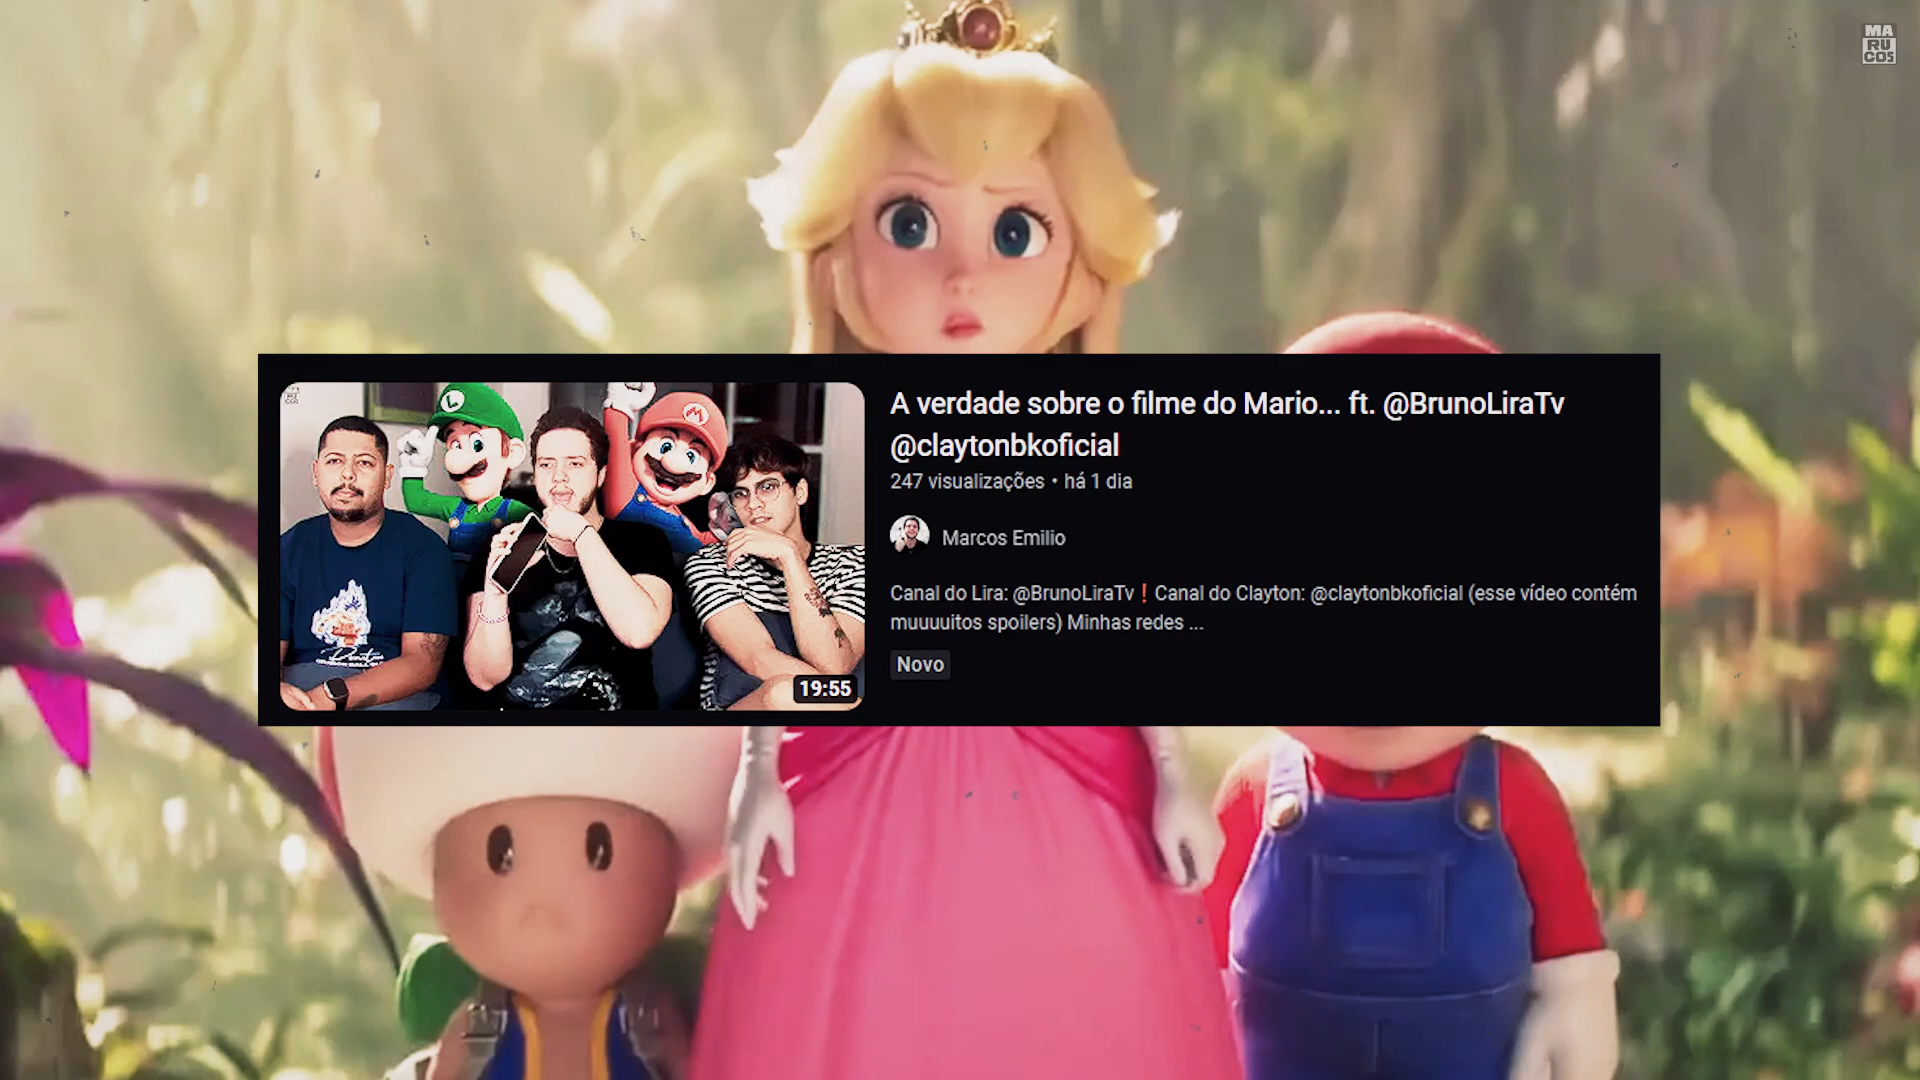 MA
RU
COS
A verdade sobre o filme do Mario... ft. @BrunoLiraTv
@claytonbkoficial
247 visualizações • há 1 dia
Marcos Emilio
Canal do Lira: @BrunoLiraTv❗Canal do Clayton: @claytonbkoficial (esse vídeo contém
muuuuitos spoilers) Minhas redes ...
Novo
L
M
19:55